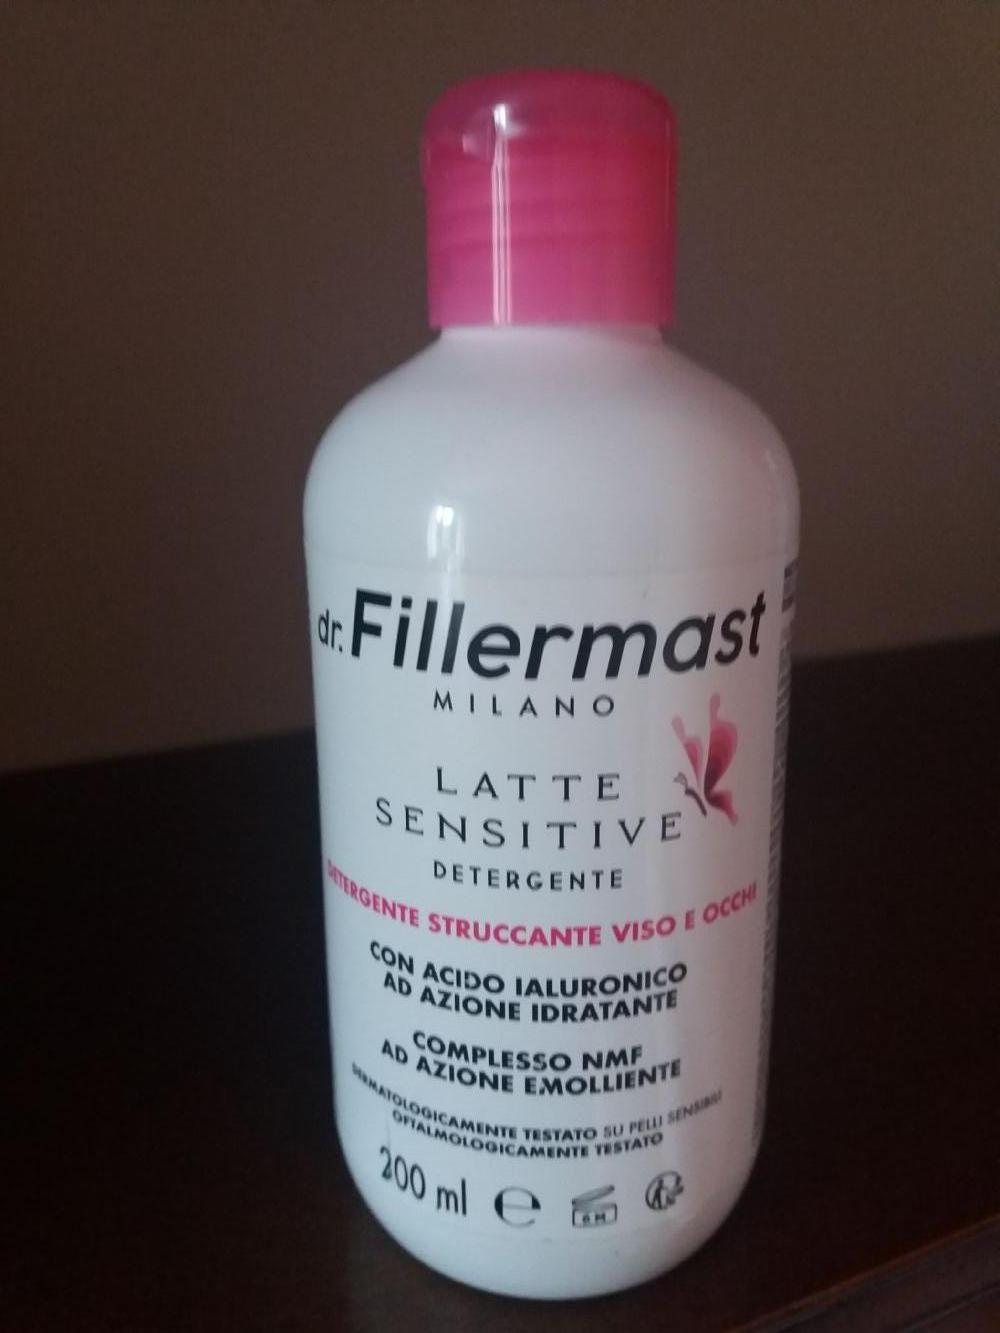 dr.Fillermast
MILANO
LATTE
SENSITIVE
DETERGENTE
DETERGENTE STRUCCANTE VISO E OCCHI
CON ACIDO IALURONICO
AD AZIONE IDRATANTE
COMPLESSO NMF
AD AZIONE EMOLLIENTE
DERMATOLOGICAMENTE TESTATO SU PELLI SENSIBILI
OFTALMOLOGICAMENTE TESTATO
200 ml e 6 M